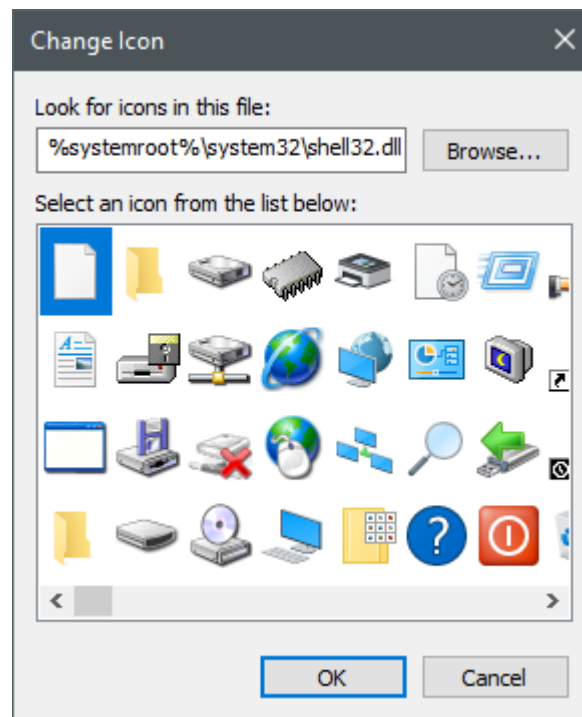 Change Icon
Look for icons in this file:
%systemroot%\system32\shell32.dll
Browse...
Select an icon from the list below:
OK
Cancel